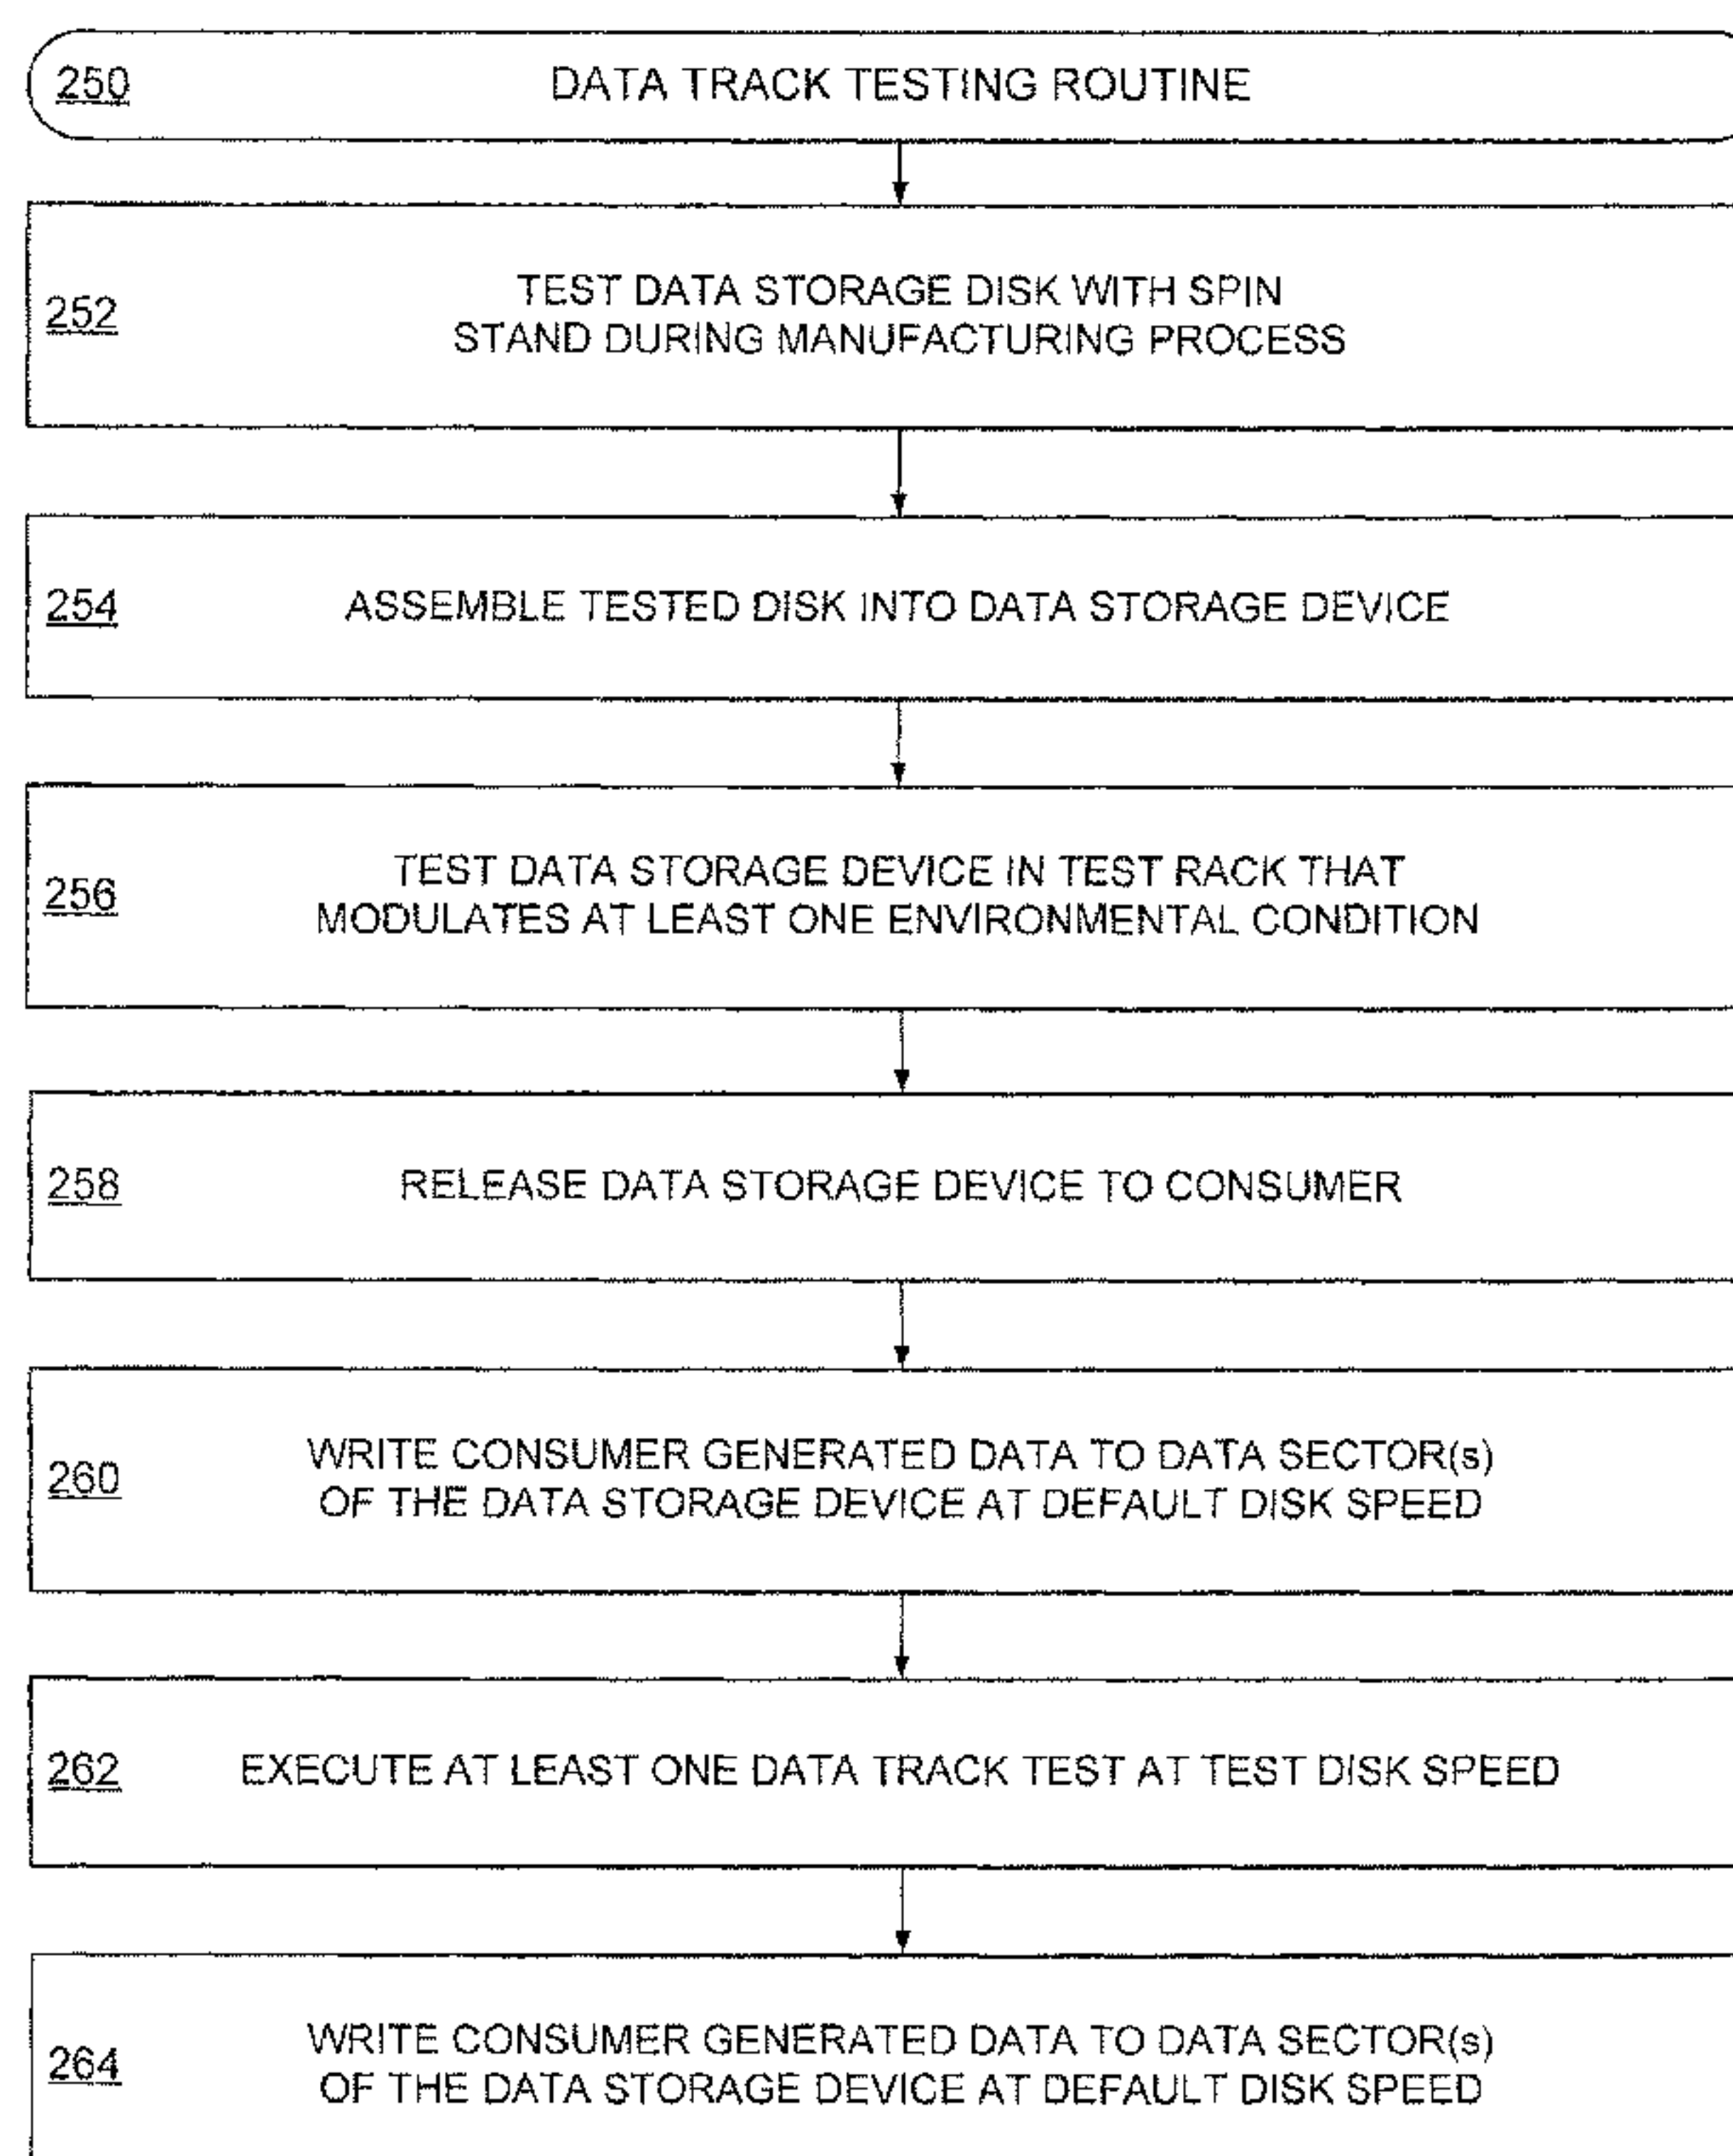 250 DATA TRACK TESTING ROUTINE
252 TEST DATA STORAGE DISK WITH SPIN
STAND DURING MANUFACTURING PROCESS
254 ASSEMBLE TESTED DISK INTO DATA STORAGE DEVICE
256 TEST DATA STORAGE DEVICE IN TEST RACK THAT
MODULATES AT LEAST ONE ENVIRONMENTAL CONDITION
258 RELEASE DATA STORAGE DEVICE TO CONSUMER
260 WRITE CONSUMER GENERATED DATA TO DATA SECTOR(s)
OF THE DATA STORAGE DEVICE AT DEFAULT DISK SPEED
262 EXECUTE AT LEAST ONE DATA TRACK TEST AT TEST DISK SPEED
264 WRITE CONSUMER GENERATED DATA TO DATA SECTOR(s)
OF THE DATA STORAGE DEVICE AT DEFAULT DISK SPEED